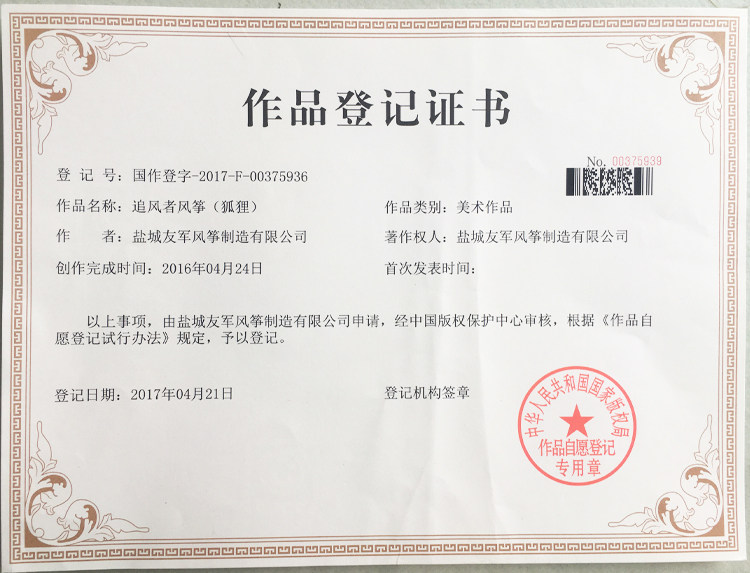 作品登记证书
No. 00375939
登 记 号：国作登字-2017-F-00375936
作品名称：追风者风筝（狐狸）
作品类别：美术作品
作 者：盐城友军风筝制造有限公司
著作权人：盐城友军风筝制造有限公司
创作完成时间：2016年04月24日
首次发表时间：
以上事项，由盐城友军风筝制造有限公司申请，经中国版权保护中心审核，根据《作品自
愿登记试行办法》规定，予以登记。
登记日期：2017年04月21日
登记机构签章
中华人民共和国国家版权局
作品自愿登记
专用章